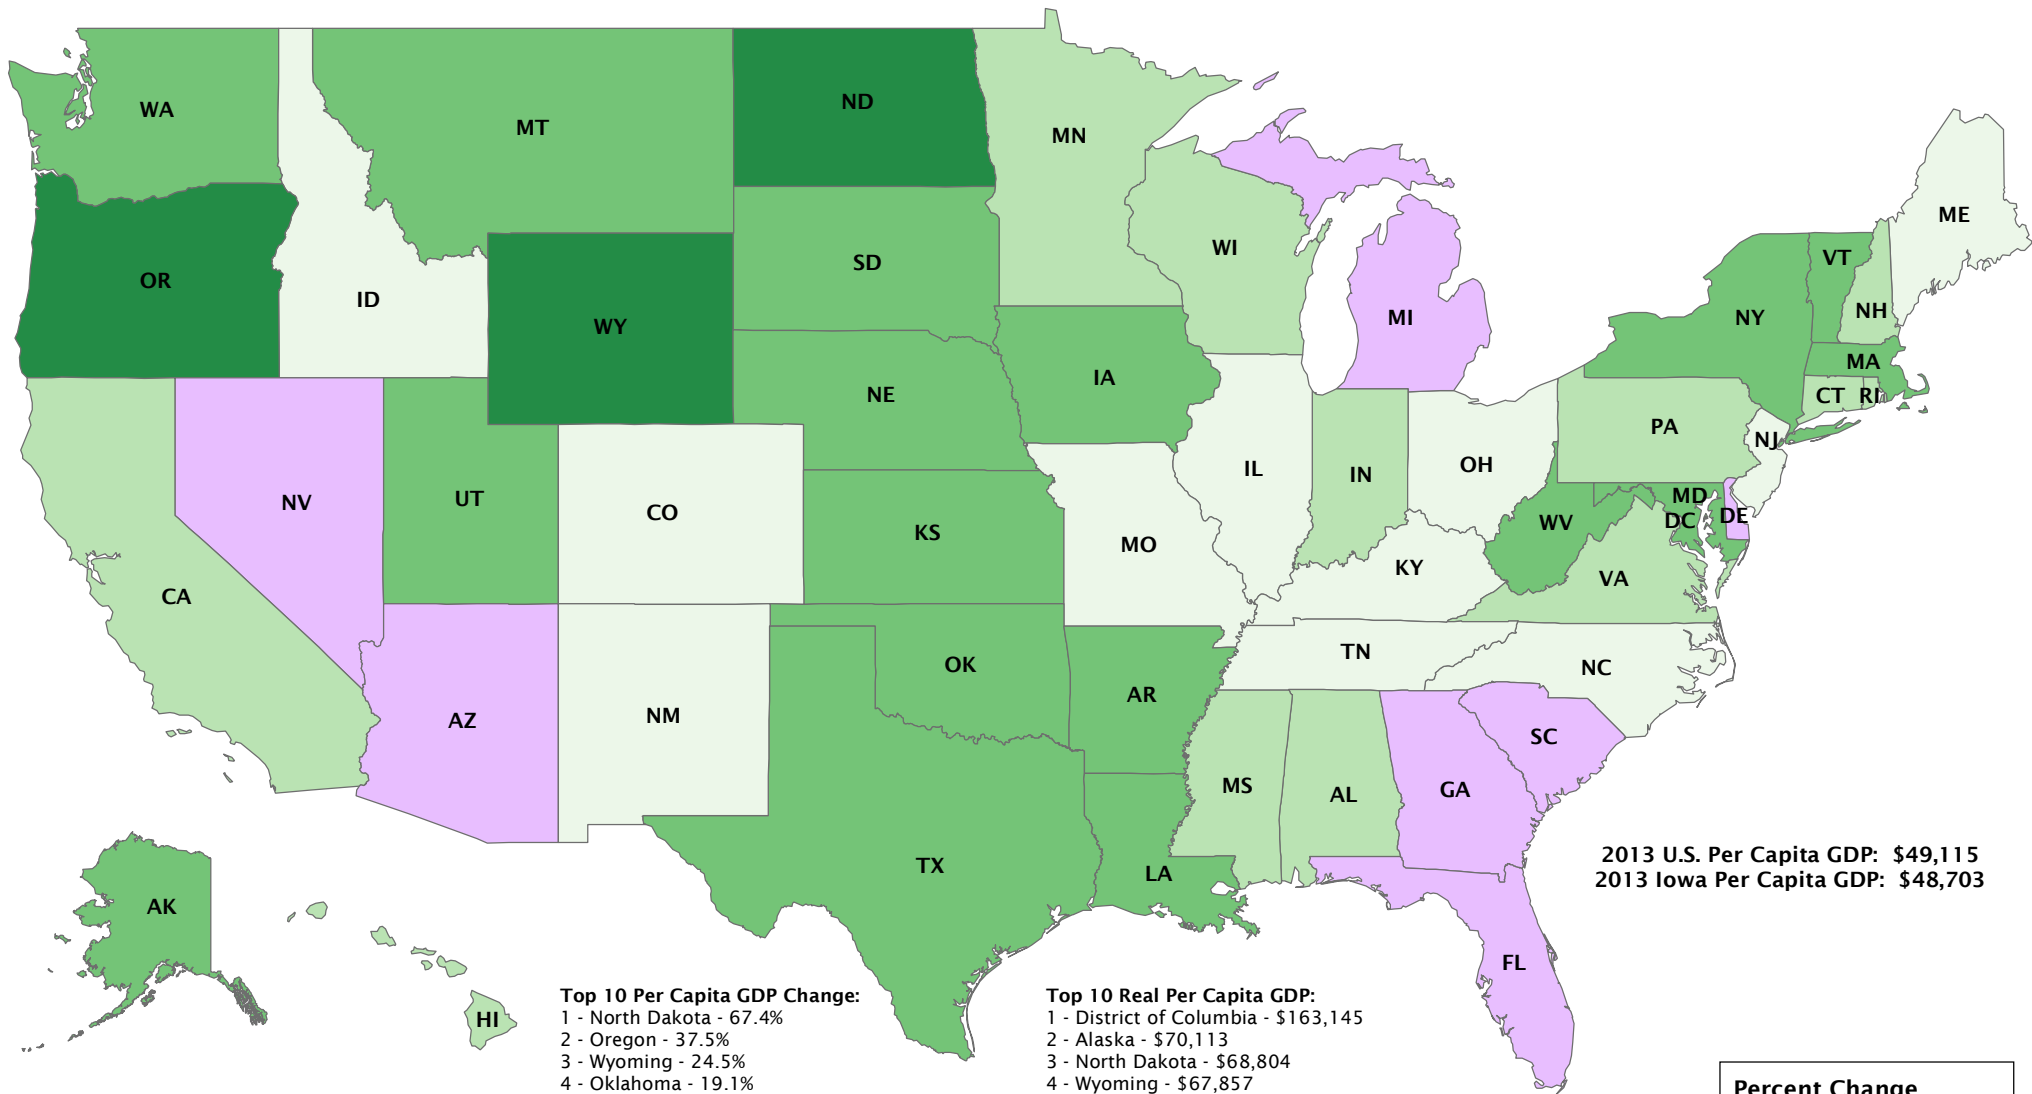 WA
MT
ND
MN
ME
OR
ID
WY
SD
WI
MI
NY
VT
NH
MA
CT
RI
IA
NE
PA
NJ
NV
UT
CO
KS
MO
IL
IN
OH
WV
MD
DC
DE
KY
VA
CA
AZ
NM
OK
AR
TN
NC
SC
MS
AL
GA
TX
LA
FL
AK
HI
2013 U.S. Per Capita GDP: $49,115
2013 Iowa Per Capita GDP: $48,703
Top 10 Per Capita GDP Change:
1 - North Dakota - 67.4%
2 - Oregon - 37.5%
3 - Wyoming - 24.5%
4 - Oklahoma - 19.1%
Top 10 Real Per Capita GDP:
1 - District of Columbia - $163,145
2 - Alaska - $70,113
3 - North Dakota - $68,804
4 - Wyoming - $67,857
Percent Change